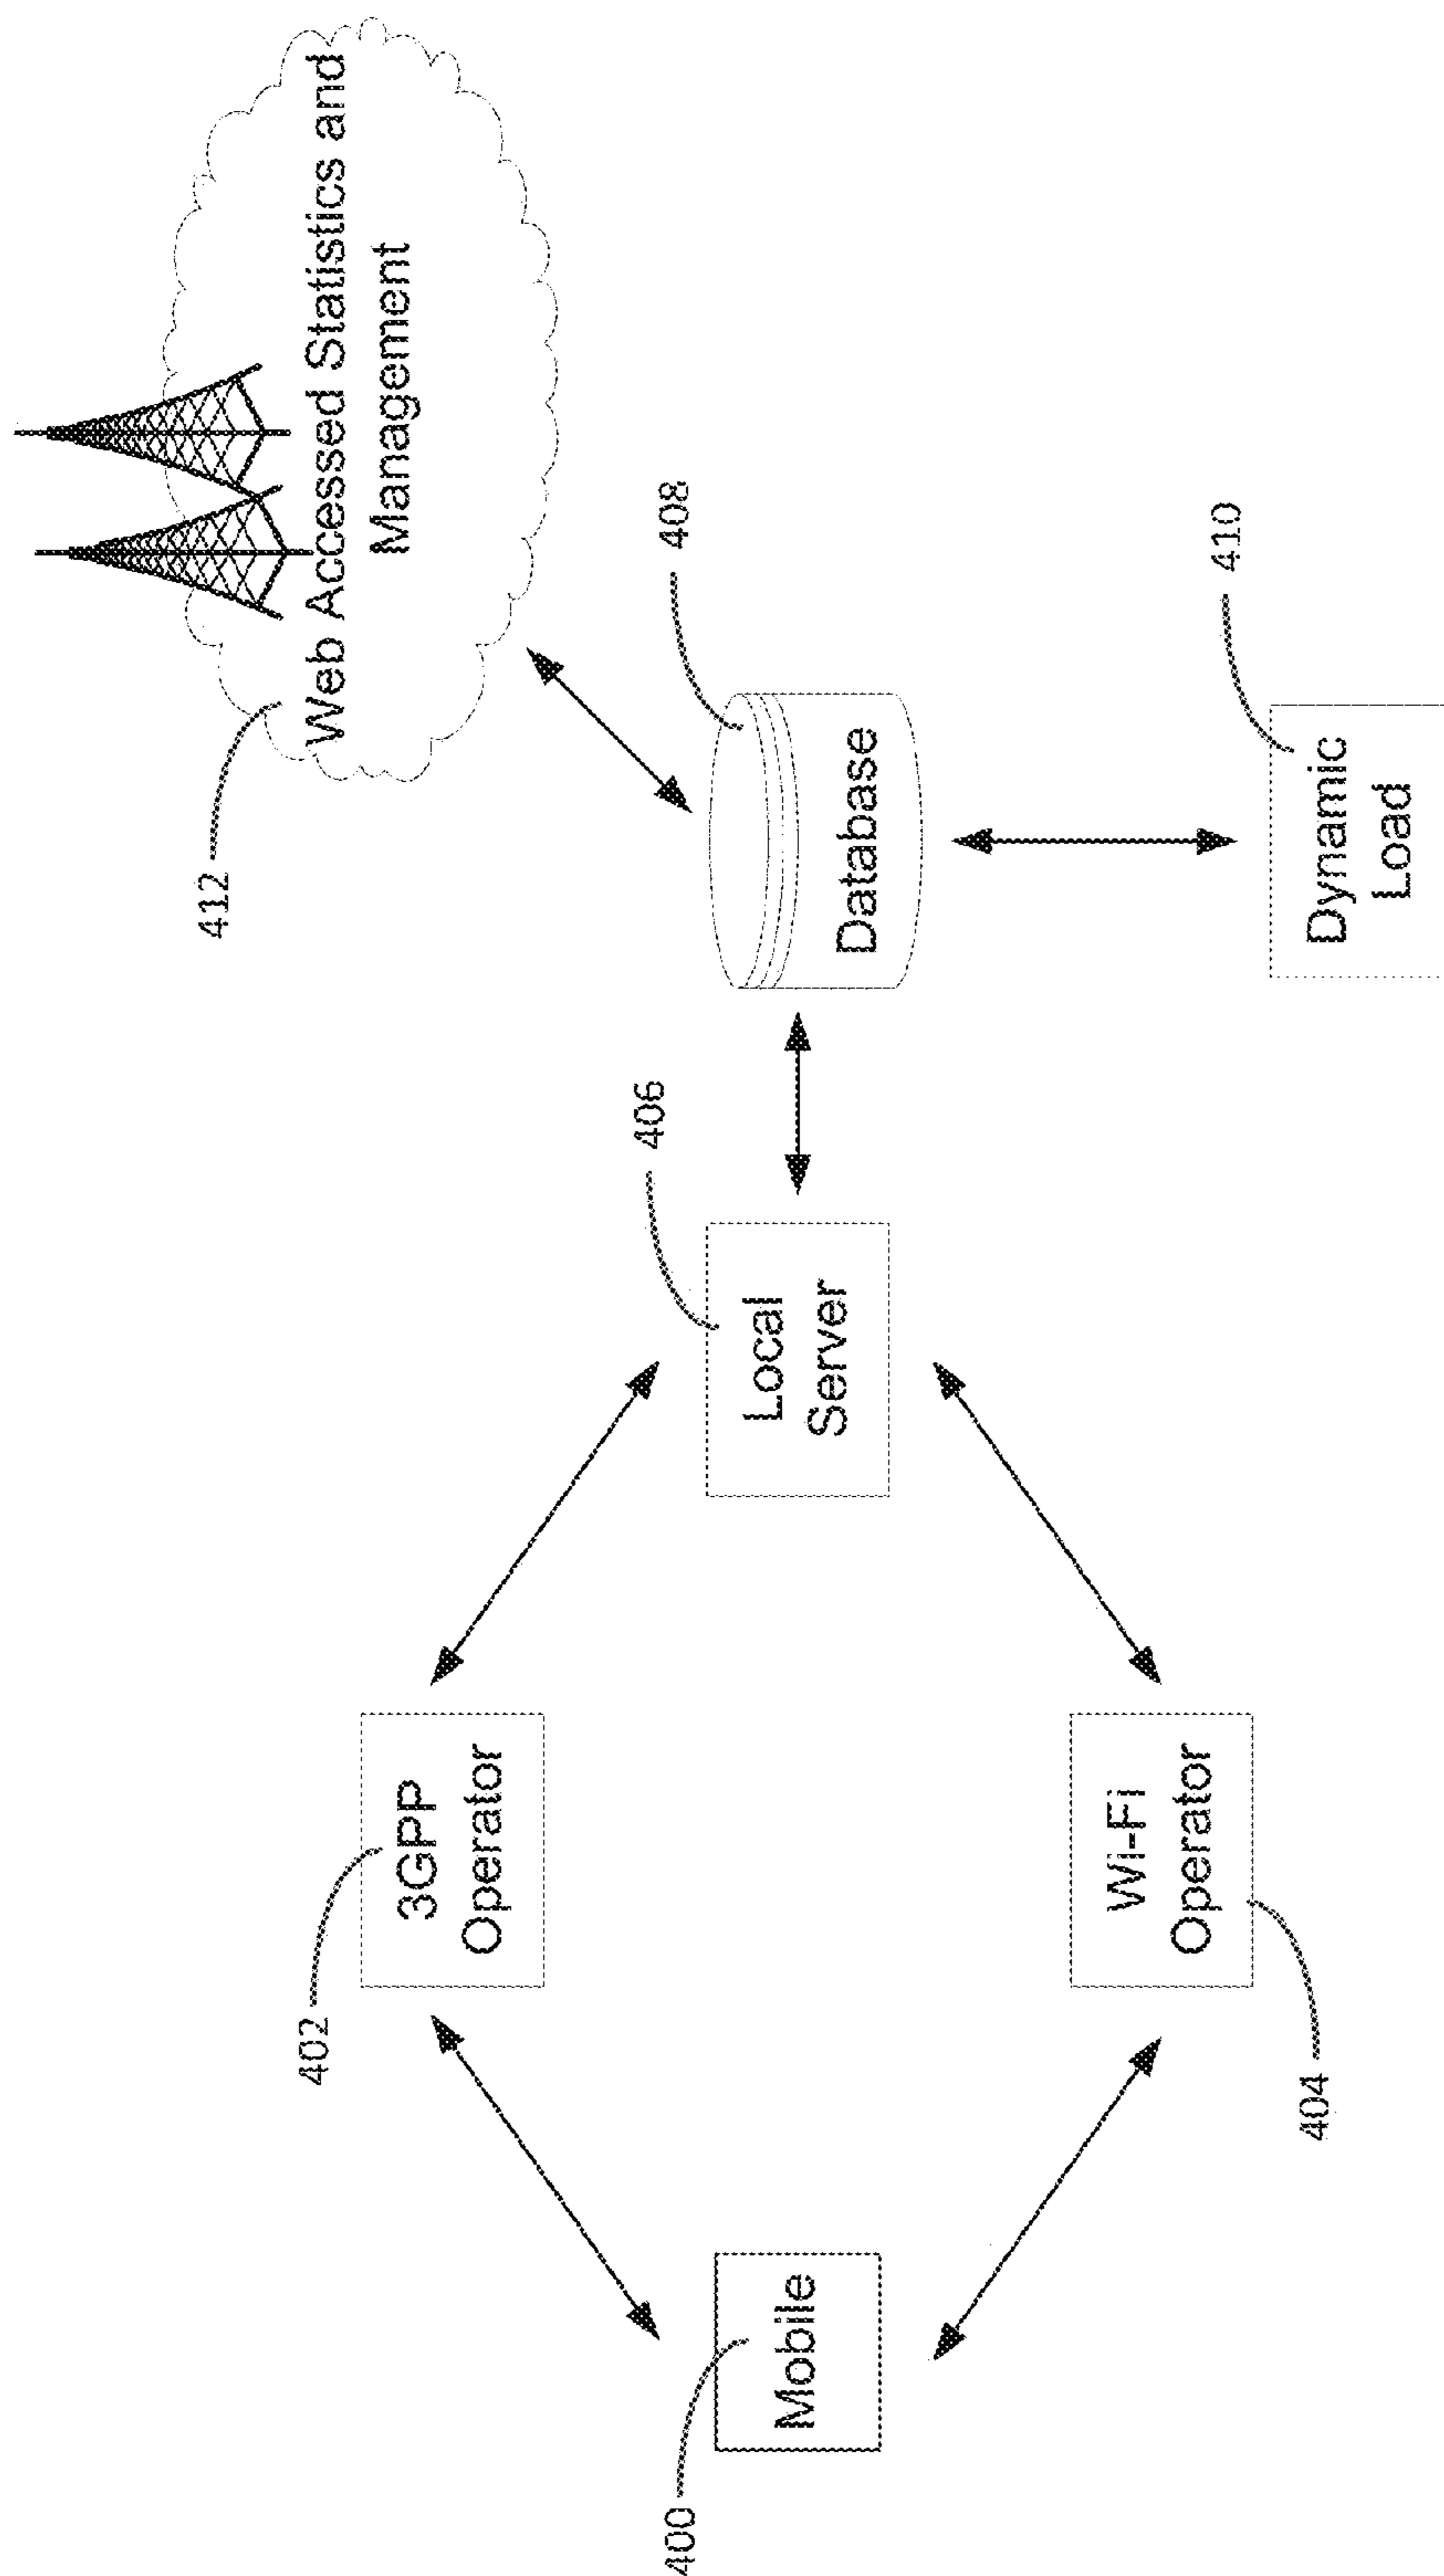 412
Web Accessed Statistics and
Management
402
3GPP
Operator
400
Mobile
406
Local
Server
408
Database
Wi-Fi
Operator
404
410
Dynamic
Load